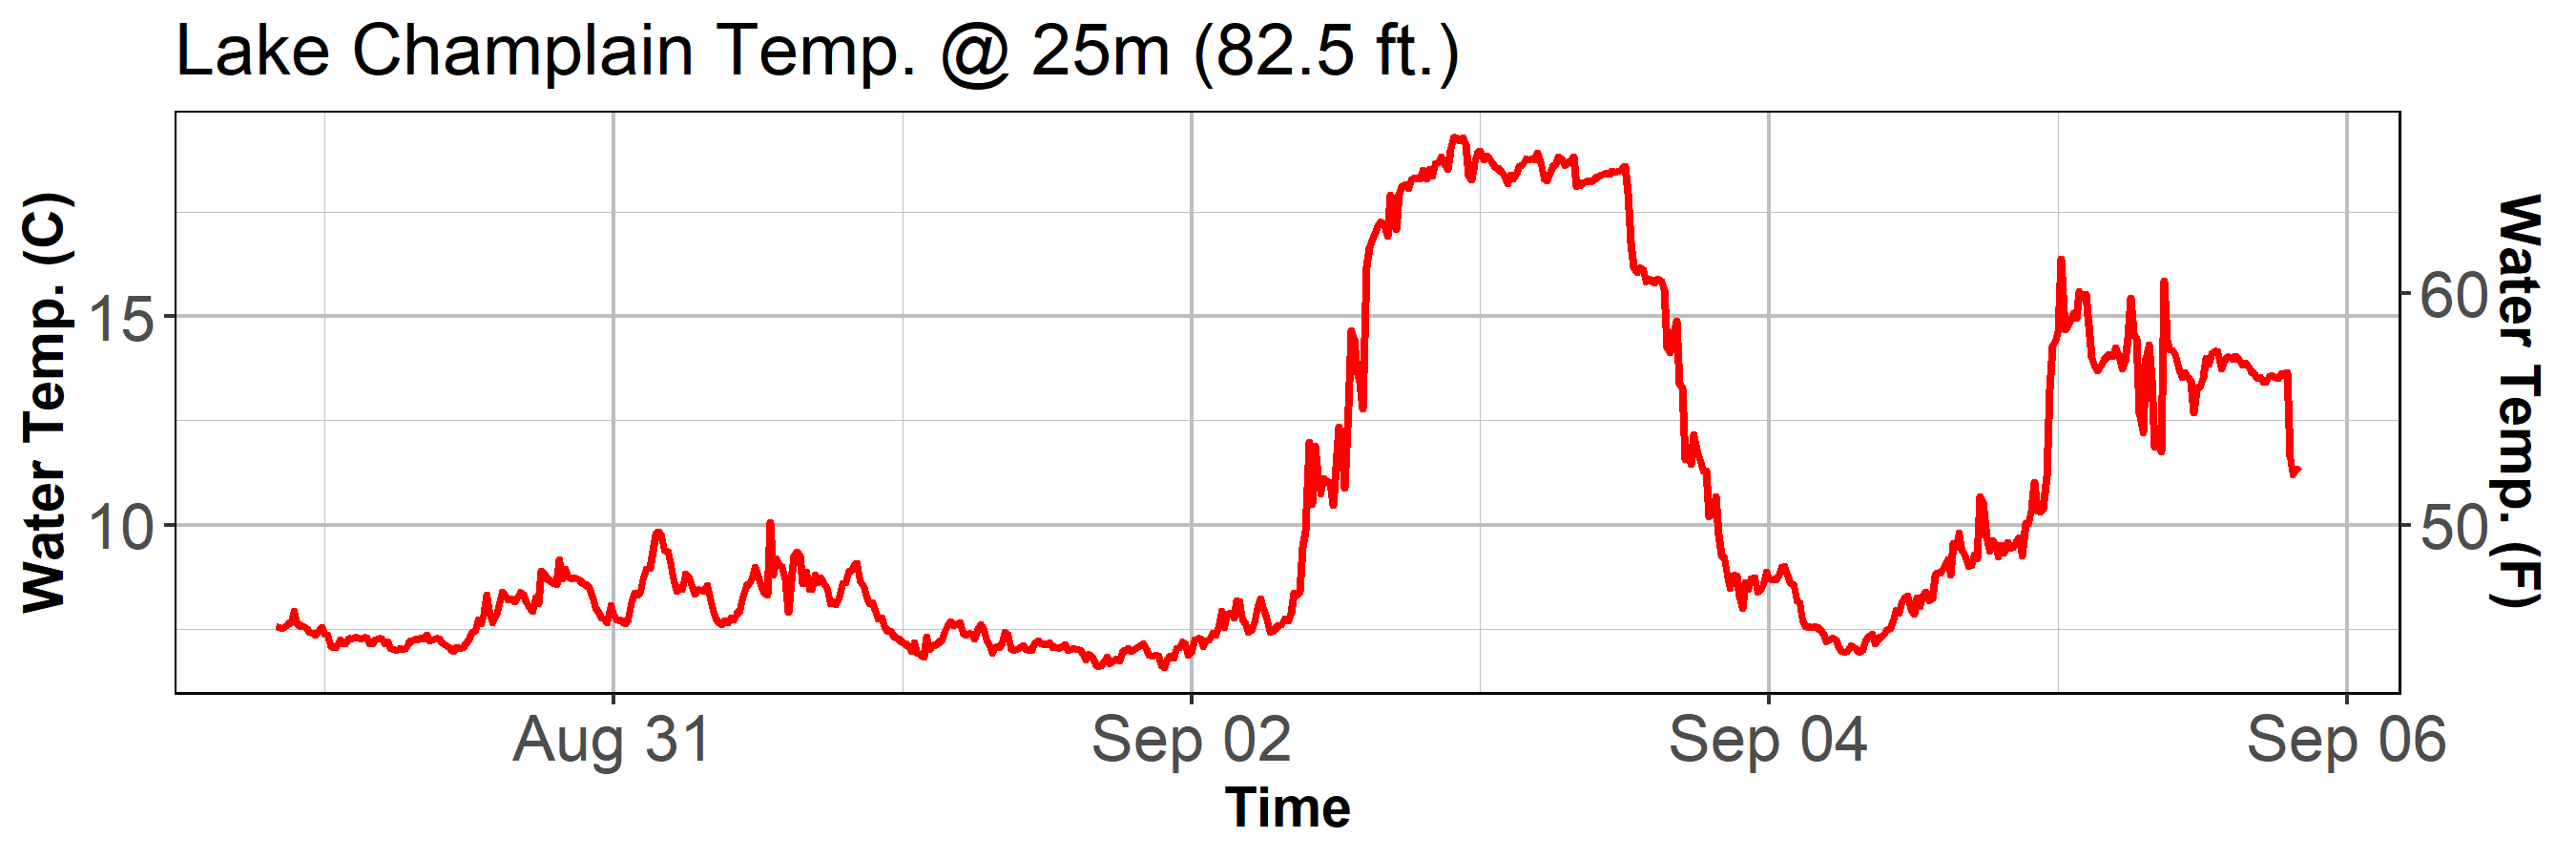 Lake Champlain Temp. @ 25m (82.5 ft.)
Water Temp. (C)
15
10
60
50
Water Temp. (F)
Aug 31
Sep 02
Sep 04
Sep 06
Time